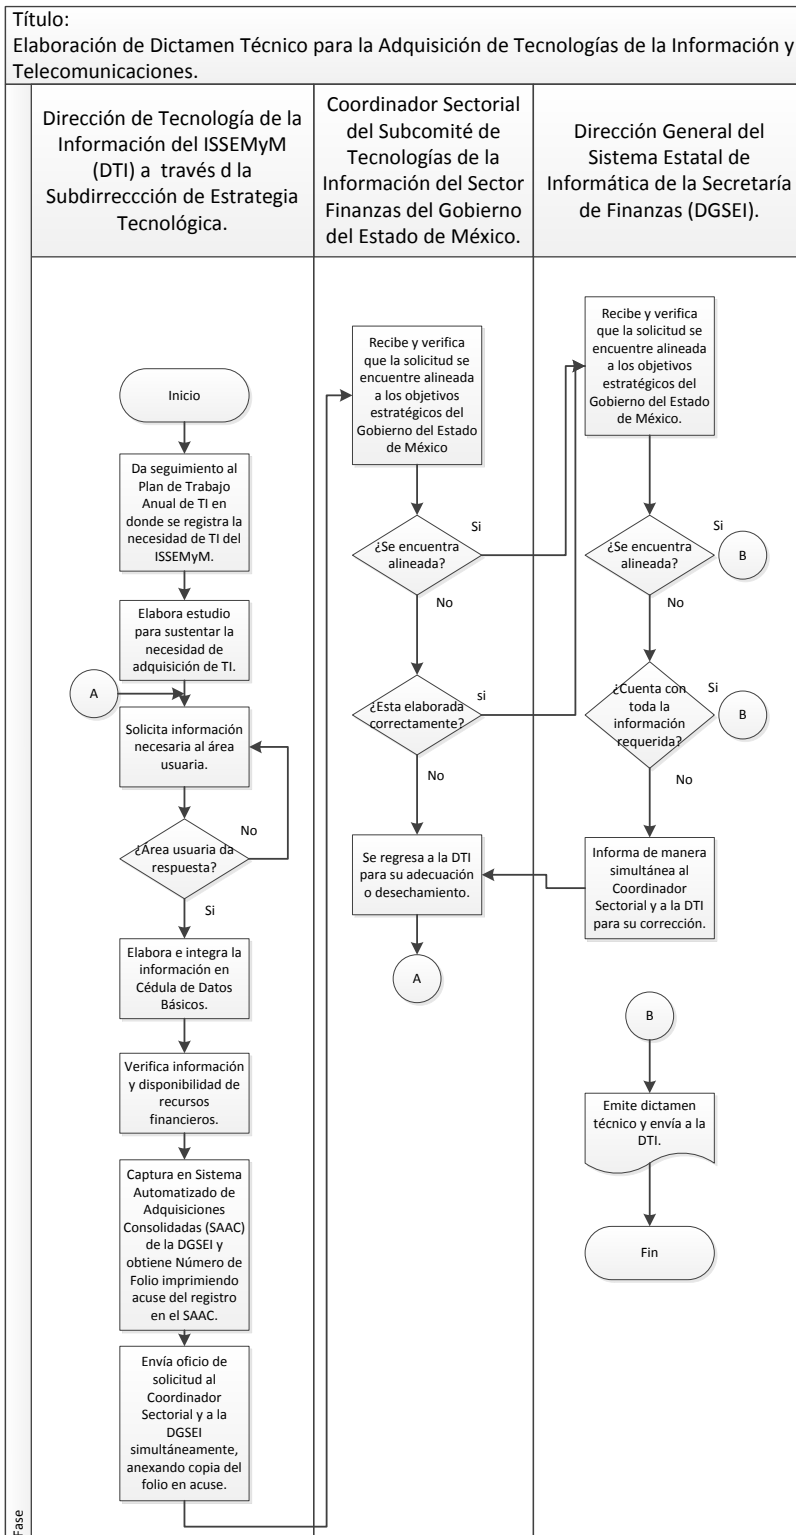 Título:
Elaboración de Dictamen Técnico para la Adquisición de Tecnologías de la Información y
Telecomunicaciones.
Dirección de Tecnología de la
Información del ISSEMyM
(DTI) a través d la
Subdirreccción de Estrategia
Tecnológica.
Coordinador Sectorial
del Subcomité de
Tecnologías de la
Información del Sector
Finanzas del Gobierno
del Estado de México.
Dirección General del
Sistema Estatal de
Informática de la Secretaría
de Finanzas (DGSEI).
Inicio
Da seguimiento al
Plan de Trabajo
Anual de TI en
donde se registra la
necesidad de TI del
ISSEMyM.
Elabora estudio
para sustentar la
necesidad de
adquisición de TI.
A
Solicita información
necesaria al área
usuaria.
No
¿Área usuaria da
respuesta?
Si
Elabora e integra la
información en
Cédula de Datos
Básicos.
Verifica información
y disponibilidad de
recursos
financieros.
Captura en Sistema
Automatizado de
Adquisiciones
Consolidadas (SAAC)
de la DGSEI y
obtiene Número de
Folio imprimiendo
acuse del registro
en el SAAC.
Envía oficio de
solicitud al
Coordinador
Sectorial y a la
DGSEI
simultáneamente,
anexando copia del
folio en acuse.
Recibe y verifica
que la solicitud se
encuentre alineada
a los objetivos
estratégicos del
Gobierno del Estado
de México
Si
¿Se encuentra
alineada?
No
¿Esta elaborada
correctamente?
si
No
Se regresa a la DTI
para su adecuación
o desechamiento.
A
Recibe y verifica
que la solicitud se
encuentre alineada
a los objetivos
estratégicos del
Gobierno del Estado
de México.
Si
¿Se encuentra
alineada?
B
No
¿Cuenta con
toda la
información
requerida?
Si
B
No
Informa de manera
simultánea al
Coordinador
Sectorial y a la DTI
para su corrección.
B
Emite dictamen
técnico y envía a la
DTI.
Fin
Fase